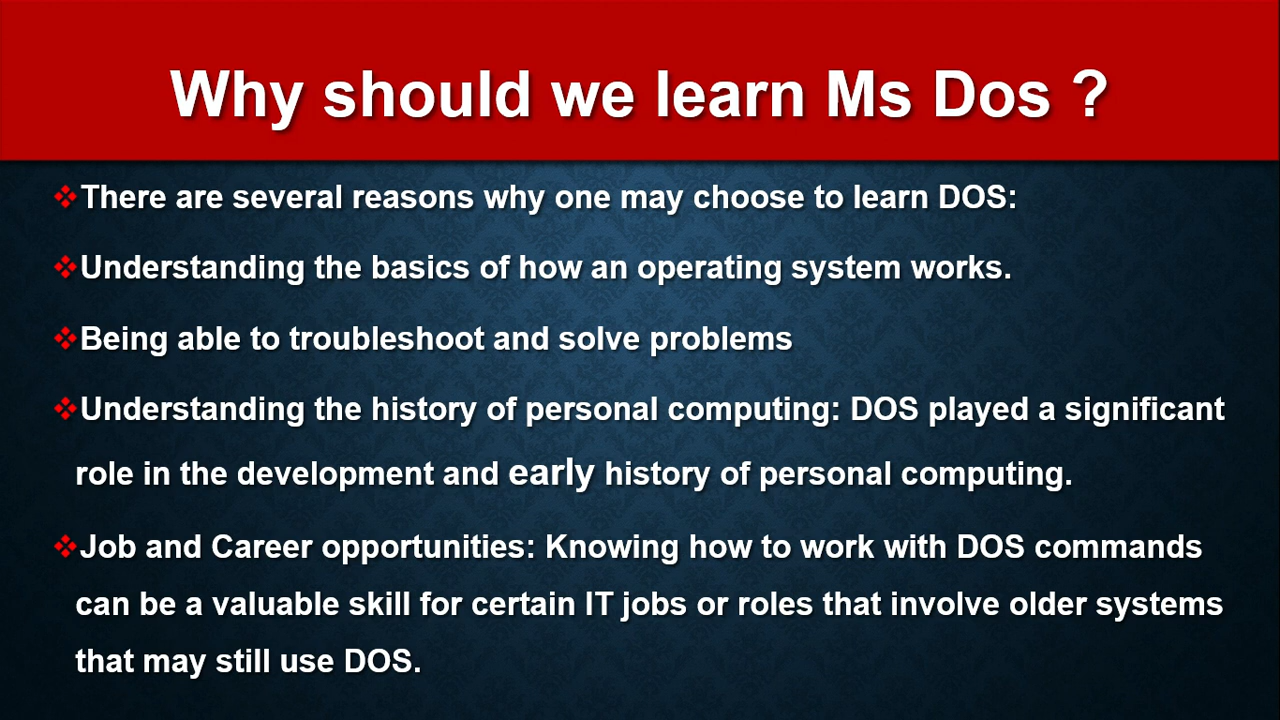 Why should we learn Ms Dos ?
❖There are several reasons why one may choose to learn DOS:
❖Understanding the basics of how an operating system works.
❖Being able to troubleshoot and solve problems
❖Understanding the history of personal computing: DOS played a significant
role in the development and early history of personal computing.
❖Job and Career opportunities: Knowing how to work with DOS commands
can be a valuable skill for certain IT jobs or roles that involve older systems
that may still use DOS.